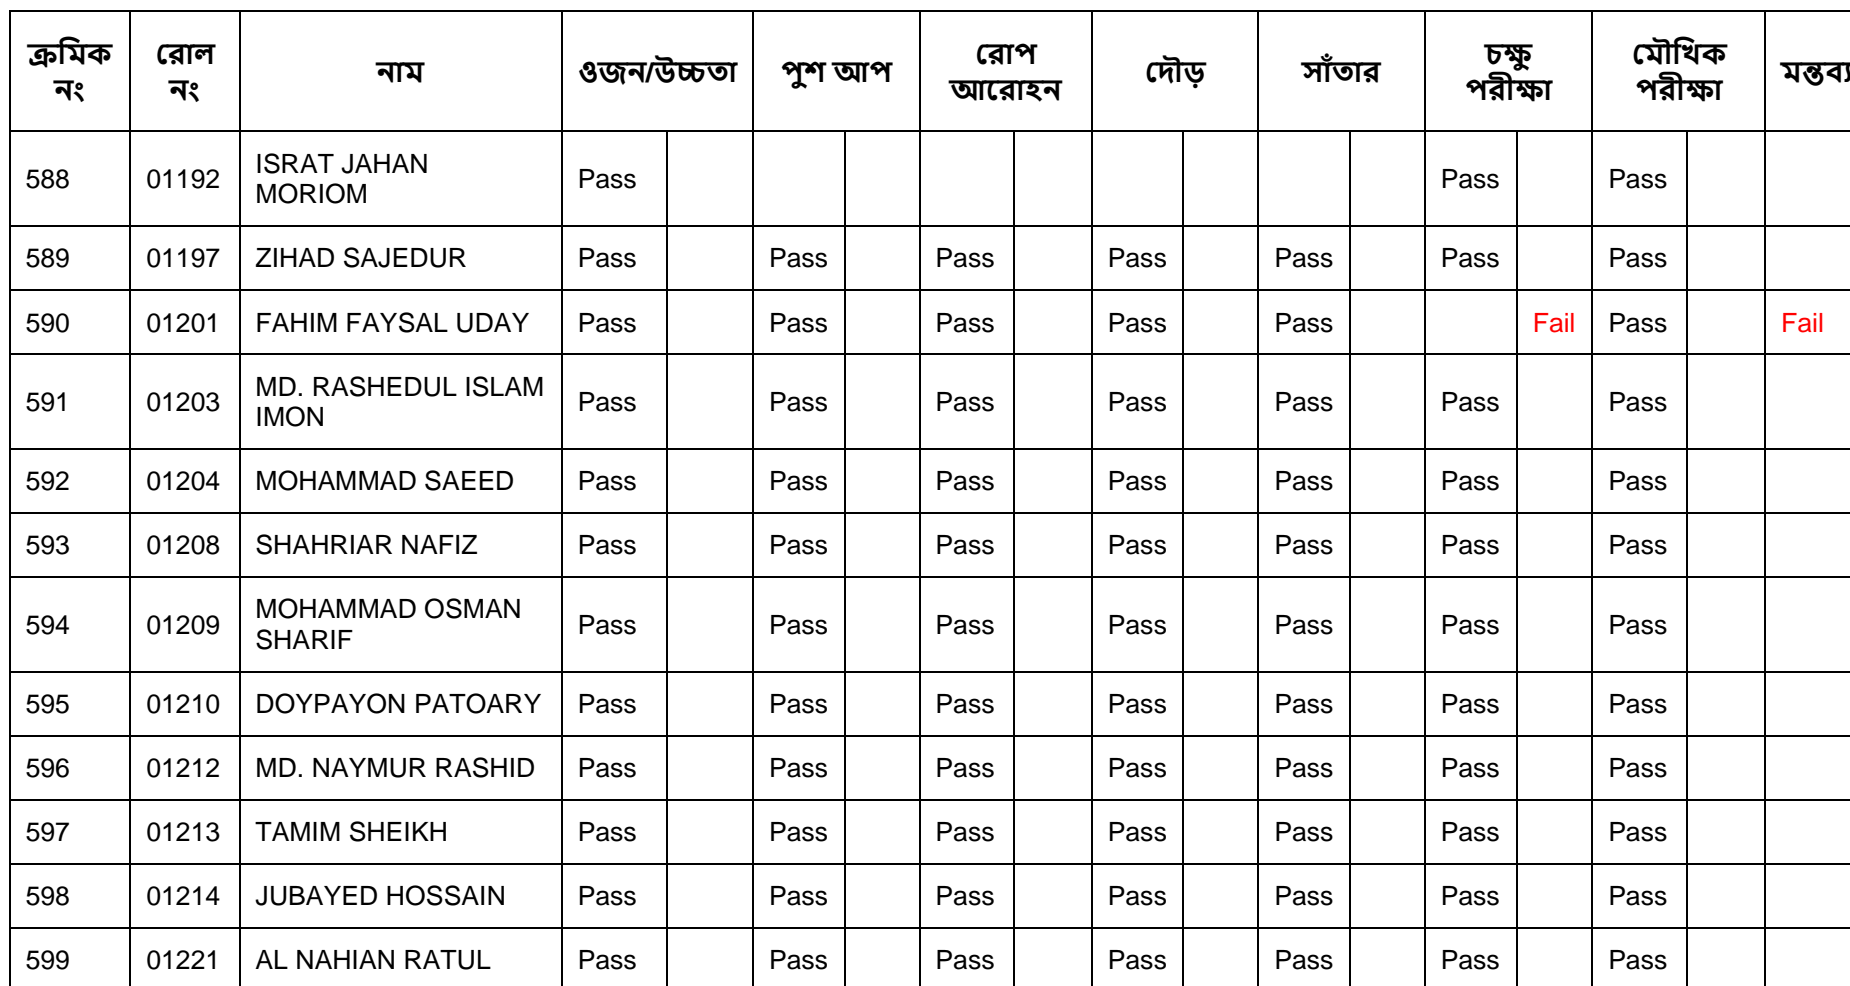 ক্রমিক নং রোল নং নাম ওজন/উচ্চতা পুশ আপ রোপ আরোহন দৌড় সাঁতার চক্ষু পরীক্ষা মৌখিক পরীক্ষা মন্তব্য
588 01192 ISRAT JAHAN MORIOM Pass Pass Pass
589 01197 ZIHAD SAJEDUR Pass Pass Pass Pass Pass Pass Pass
590 01201 FAHIM FAYSAL UDAY Pass Pass Pass Pass Pass Fail Pass Fail
591 01203 MD. RASHEDUL ISLAM IMON Pass Pass Pass Pass Pass Pass Pass
592 01204 MOHAMMAD SAEED Pass Pass Pass Pass Pass Pass Pass
593 01208 SHAHRIAR NAFIZ Pass Pass Pass Pass Pass Pass Pass
594 01209 MOHAMMAD OSMAN SHARIF Pass Pass Pass Pass Pass Pass Pass
595 01210 DOYPAYON PATOARY Pass Pass Pass Pass Pass Pass Pass
596 01212 MD. NAYMUR RASHID Pass Pass Pass Pass Pass Pass Pass
597 01213 TAMIM SHEIKH Pass Pass Pass Pass Pass Pass Pass
598 01214 JUBAYED HOSSAIN Pass Pass Pass Pass Pass Pass Pass
599 01221 AL NAHIAN RATUL Pass Pass Pass Pass Pass Pass Pass